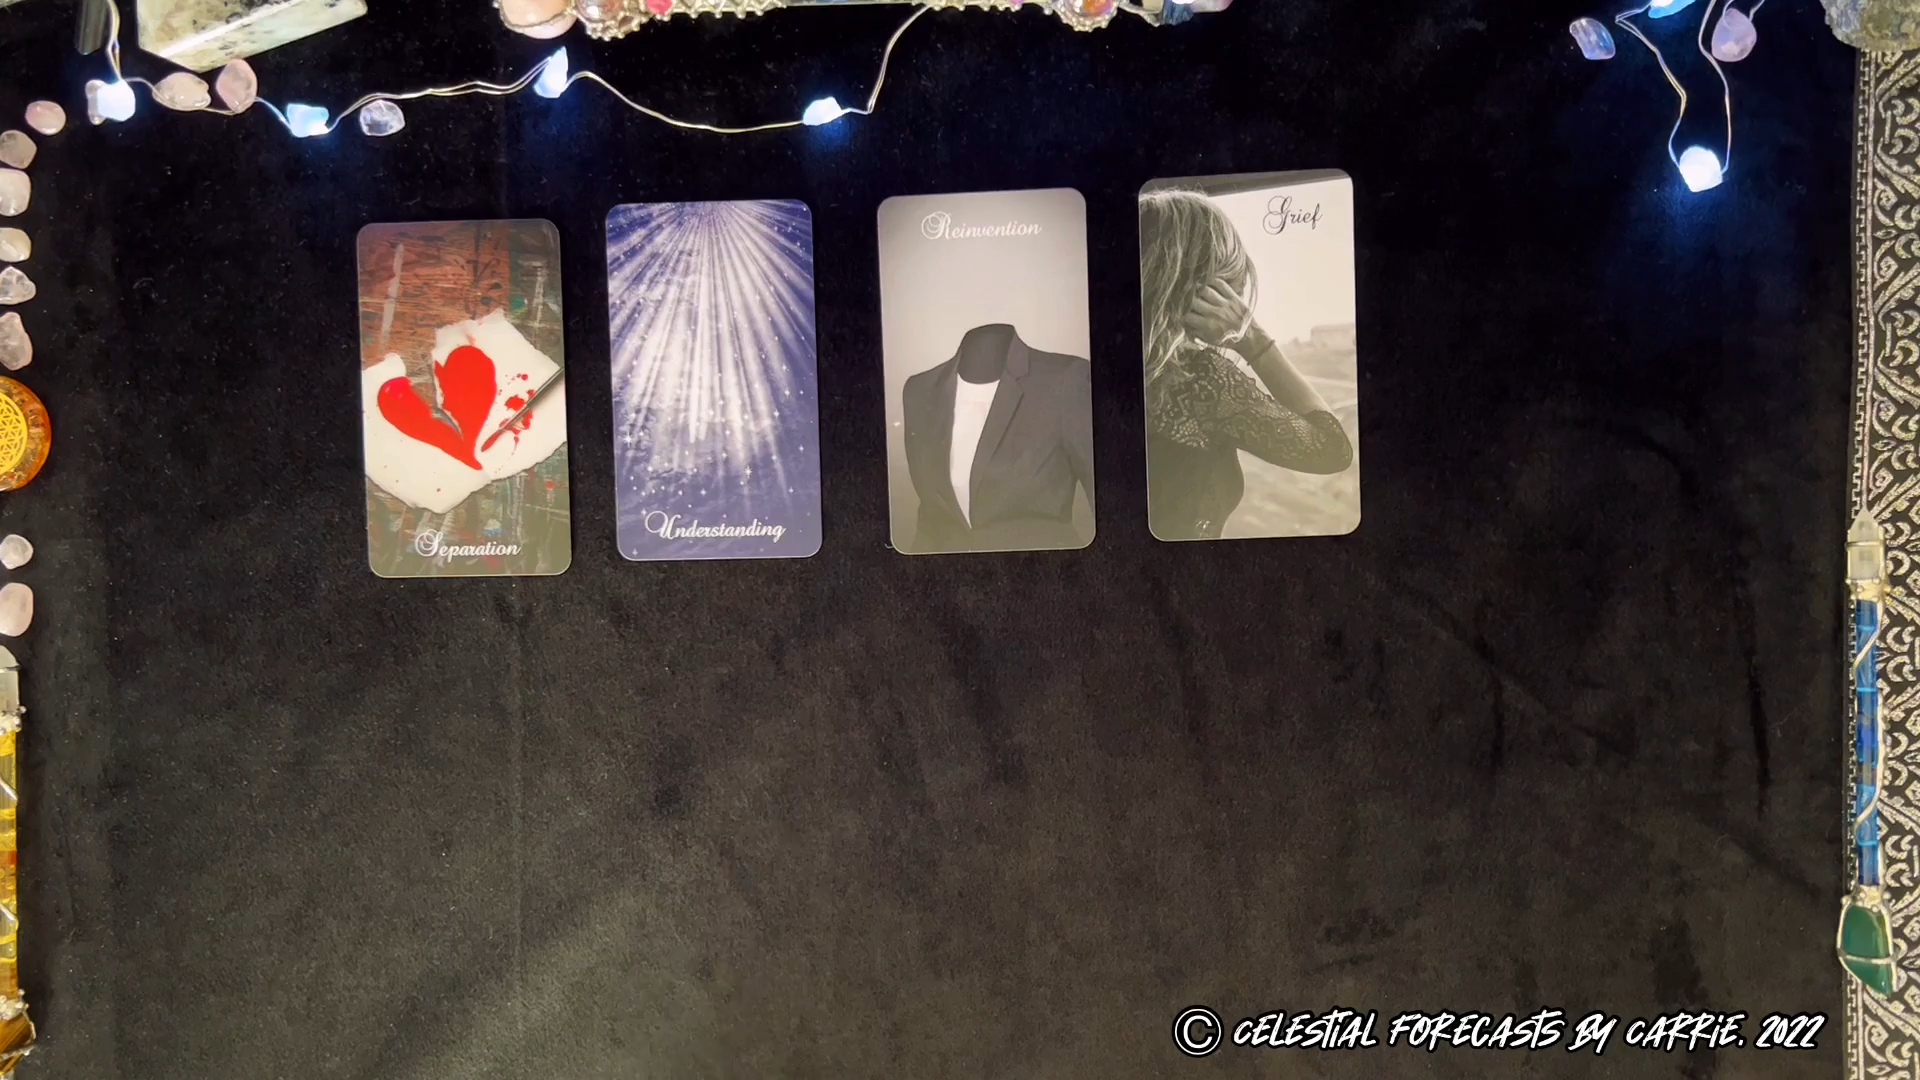 Reinvention
Grief
Separation
Understanding
© CELESTIAL FORECASTS BY CARRIE. 2022